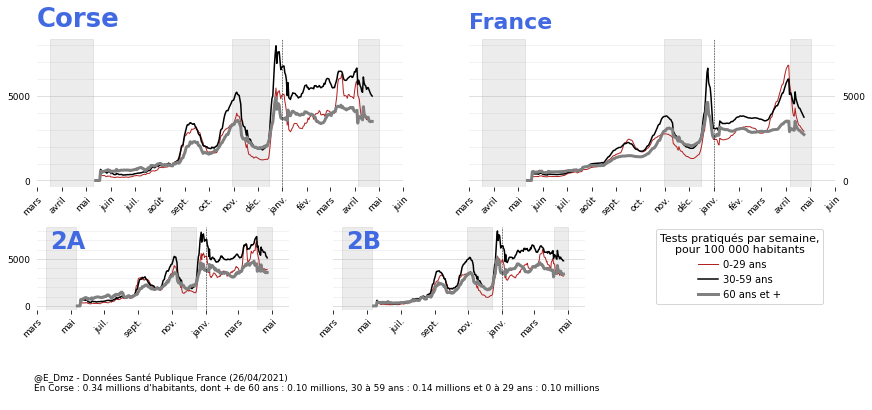 Corse
France
5000
0
5000
0
mars avril mai juin juil. août sept. oct. nov. déc. janv. fév. mars avril mai juin
mars avril mai juin juil. août sept. oct. nov. déc. janv. fév. mars avril mai juin
2A
2B
5000
0
mars mai juil. sept. nov. janv. mars mai
mars mai juil. sept. nov. janv. mars mai
Tests pratiqués par semaine,
pour 100 000 habitants
0-29 ans
30-59 ans
60 ans et +
@E_Dmz - Données Santé Publique France (26/04/2021)
En Corse : 0.34 millions d'habitants, dont + de 60 ans : 0.10 millions, 30 à 59 ans : 0.14 millions et 0 à 29 ans : 0.10 millions